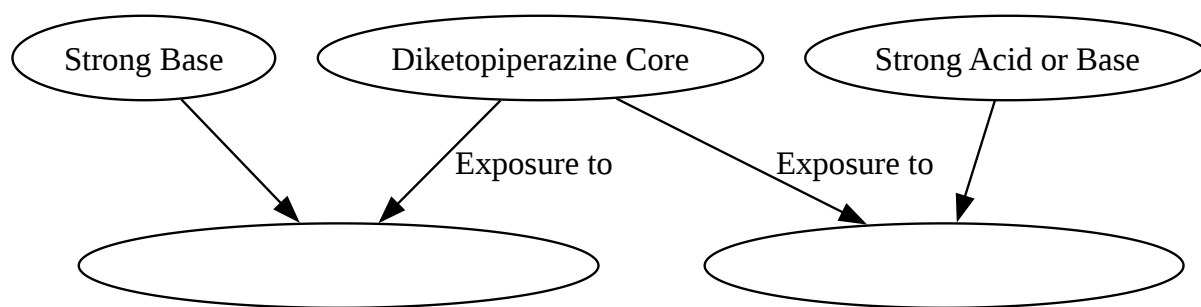 Strong Base
Diketopiperazine Core
Strong Acid or Base
Exposure to
Exposure to